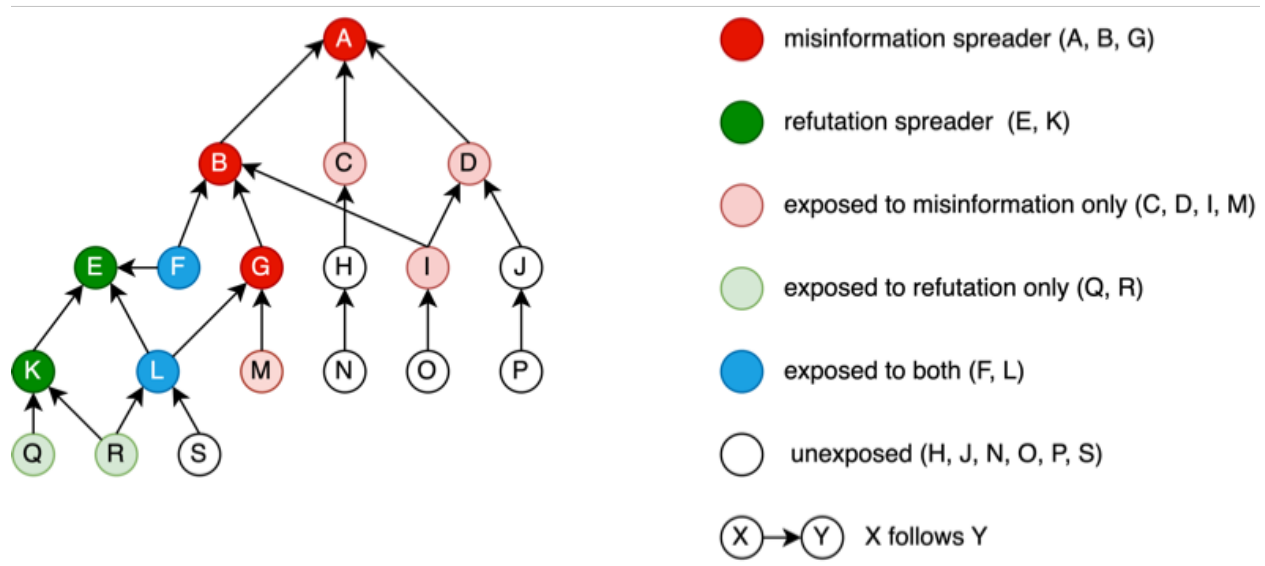 A
misinformation spreader (A, B, G)
refutation spreader (E, K)
B
C
D
exposed to misinformation only (C, D, I, M)
E
F
G
H
I
J
exposed to refutation only (Q, R)
K
L
M
N
O
P
exposed to both (F, L)
Q
R
S
unexposed (H, J, N, O, P, S)
X Y X follows Y